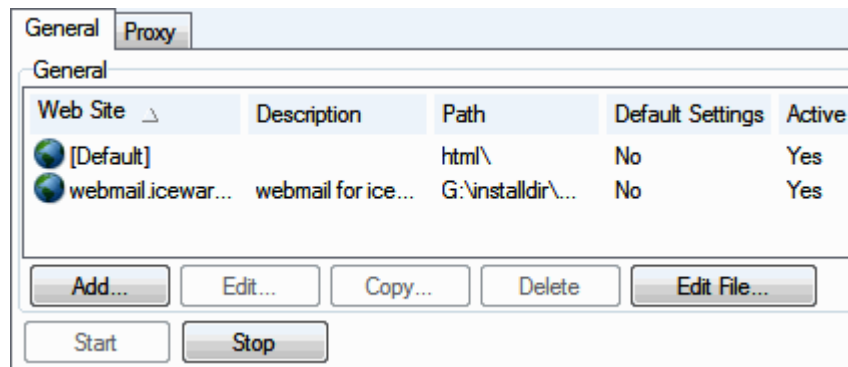 General Proxy
General
Web Site Description Path Default Settings Active
[Default] html\ No Yes
webmail.icewar... webmail for ice... G:\installdir\... No Yes
Add... Edit... Copy... Delete Edit File...
Start Stop